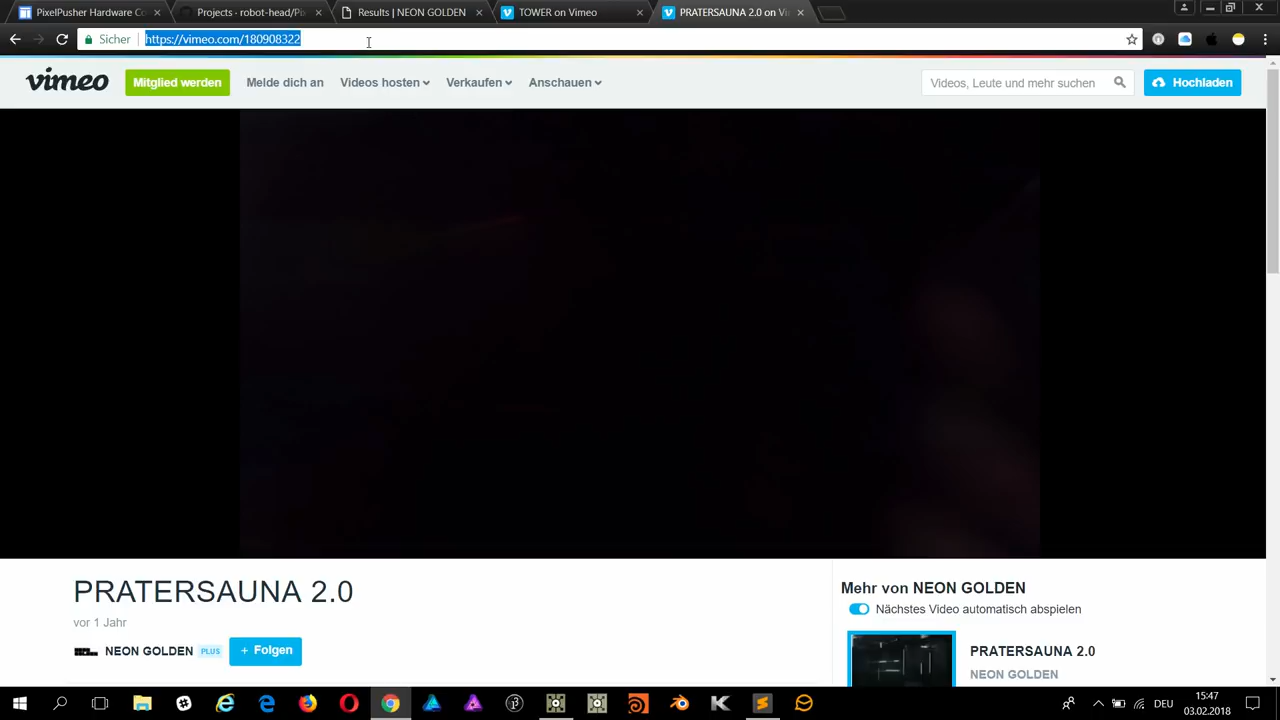 PixelPusher Hardware Co
Projects - robot-head/Pix
Results | NEON GOLDEN
TOWER on Vimeo
PRATERSAUNA 2.0 on Vi
Sicher
https://vimeo.com/180908322
vimeo
Mitglied werden
Melde dich an
Videos hosten
Verkaufen
Anschauen
Videos, Leute und mehr suchen
Hochladen
PRATERSAUNA 2.0
vor 1 Jahr
NEON GOLDEN PLUS
+ Folgen
Mehr von NEON GOLDEN
Nächstes Video automatisch abspielen
PRATERSAUNA 2.0
NEON GOLDEN
DEU
15:47
03.02.2018